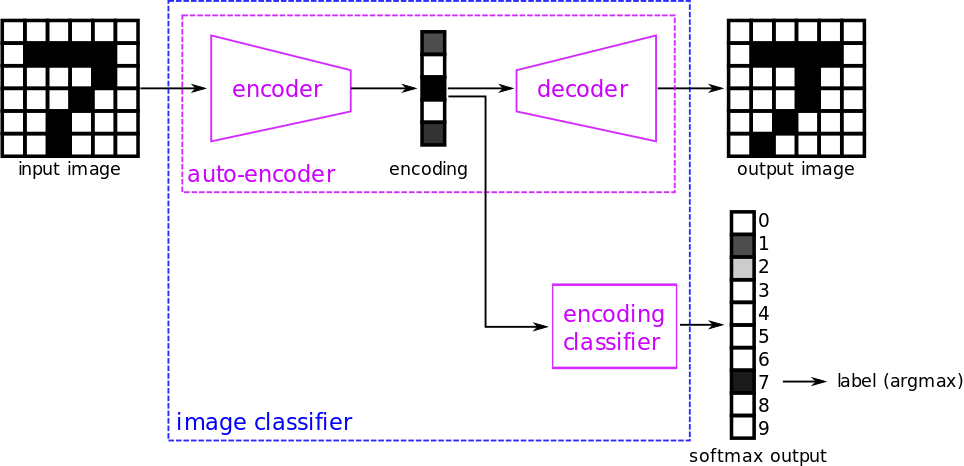 encoder
decoder
input image
encoding
output image
auto-encoder
0
1
2
3
4
5
6
7
8
9
encoding
classifier
label (argmax)
image classifier
softmax output